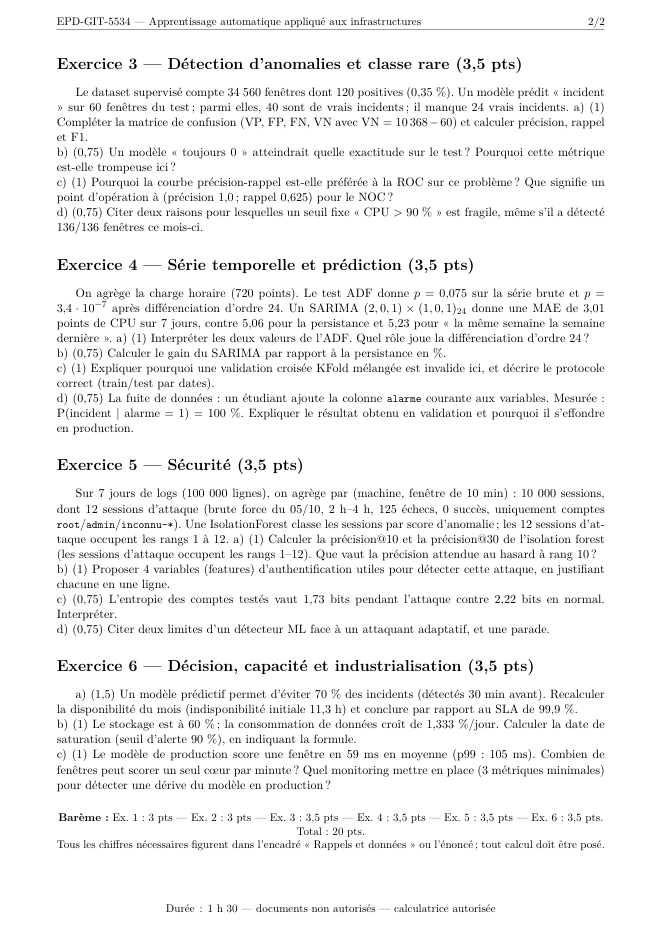 EPD-GIT-5534 — Apprentissage automatique appliqué aux infrastructures 2/2
Exercice 3 — Détection d'anomalies et classe rare (3,5 pts)
Le dataset supervisé compte 34 560 fenêtres dont 120 positives (0,35 %). Un modèle prédit « incident
» sur 60 fenêtres du test ; parmi elles, 40 sont de vrais incidents ; il manque 24 vrais incidents. a) (1)
Compléter la matrice de confusion (VP, FP, FN, VN avec VN = 10 368 − 60) et calculer précision, rappel
et F1.
b) (0,75) Un modèle « toujours 0 » atteindrait quelle exactitude sur le test ? Pourquoi cette métrique
est-elle trompeuse ici ?
c) (1) Pourquoi la courbe précision-rappel est-elle préférée à la ROC sur ce problème ? Que signifie un
point d'opération à (précision 1,0 ; rappel 0,625) pour le NOC ?
d) (0,75) Citer deux raisons pour lesquelles un seuil fixe « CPU > 90 % » est fragile, même s'il a détecté
136/136 fenêtres ce mois-ci.
Exercice 4 — Série temporelle et prédiction (3,5 pts)
On agrège la charge horaire (720 points). Le test ADF donne p = 0,075 sur la série brute et p =
3,4 · 10⁻⁷ après différenciation d'ordre 24. Un SARIMA (2, 0, 1) × (1, 0, 1)₂₄ donne une MAE de 3,01
points de CPU sur 7 jours, contre 5,06 pour la persistance et 5,23 pour « la même semaine la semaine
dernière ». a) (1) Interpréter les deux valeurs de l'ADF. Quel rôle joue la différenciation d'ordre 24 ?
b) (0,75) Calculer le gain du SARIMA par rapport à la persistance en %.
c) (1) Expliquer pourquoi une validation croisée KFold mélangée est invalide ici, et décrire le protocole
correct (train/test par dates).
d) (0,75) La fuite de données : un étudiant ajoute la colonne alarme courante aux variables. Mesurée :
P(incident | alarme = 1) = 100 %. Expliquer le résultat obtenu en validation et pourquoi il s'effondre
en production.
Exercice 5 — Sécurité (3,5 pts)
Sur 7 jours de logs (100 000 lignes), on agrège par (machine, fenêtre de 10 min) : 10 000 sessions,
dont 12 sessions d'attaque (brute force du 05/10, 2 h–4 h, 125 échecs, 0 succès, uniquement comptes
root/admin/inconnu-*). Une IsolationForest classe les sessions par score d'anomalie ; les 12 sessions d'at-
taque occupent les rangs 1 à 12. a) (1) Calculer la précision@10 et la précision@30 de l'isolation forest
(les sessions d'attaque occupent les rangs 1–12). Que vaut la précision attendue au hasard à rang 10 ?
b) (1) Proposer 4 variables (features) d'authentification utiles pour détecter cette attaque, en justifiant
chacune en une ligne.
c) (0,75) L'entropie des comptes testés vaut 1,73 bits pendant l'attaque contre 2,22 bits en normal.
Interpréter.
d) (0,75) Citer deux limites d'un détecteur ML face à un attaquant adaptatif, et une parade.
Exercice 6 — Décision, capacité et industrialisation (3,5 pts)
a) (1,5) Un modèle prédictif permet d'éviter 70 % des incidents (détectés 30 min avant). Recalculer
la disponibilité du mois (indisponibilité initiale 11,3 h) et conclure par rapport au SLA de 99,9 %.
b) (1) Le stockage est à 60 % ; la consommation de données croît de 1,333 %/jour. Calculer la date de
saturation (seuil d'alerte 90 %), en indiquant la formule.
c) (1) Le modèle de production score une fenêtre en 59 ms en moyenne (p99 : 105 ms). Combien de
fenêtres peut scorer un seul cœur par minute ? Quel monitoring mettre en place (3 métriques minimales)
pour détecter une dérive du modèle en production ?
Barème : Ex. 1 : 3 pts — Ex. 2 : 3 pts — Ex. 3 : 3,5 pts — Ex. 4 : 3,5 pts — Ex. 5 : 3,5 pts — Ex. 6 : 3,5 pts.
Total : 20 pts.
Tous les chiffres nécessaires figurent dans l'encadré « Rappels et données » ou l'énoncé ; tout calcul doit être posé.
Durée : 1 h 30 — documents non autorisés — calculatrice autorisée